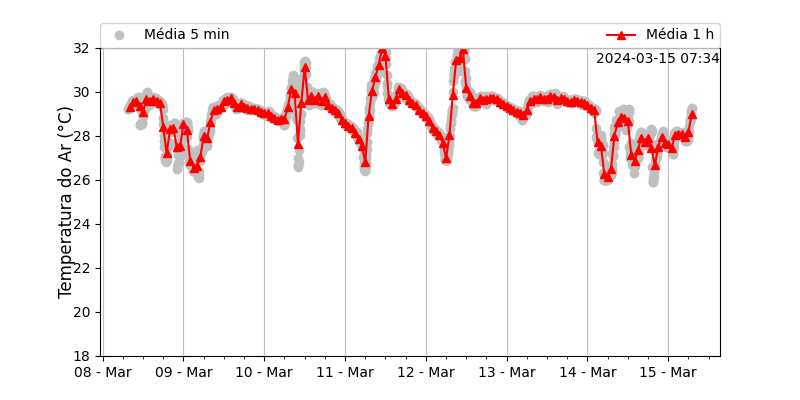 Média 5 min
Média 1 h
2024-03-15 07:34
Temperatura do Ar (°C)
32
30
28
26
24
22
20
18
08 - Mar
09 - Mar
10 - Mar
11 - Mar
12 - Mar
13 - Mar
14 - Mar
15 - Mar